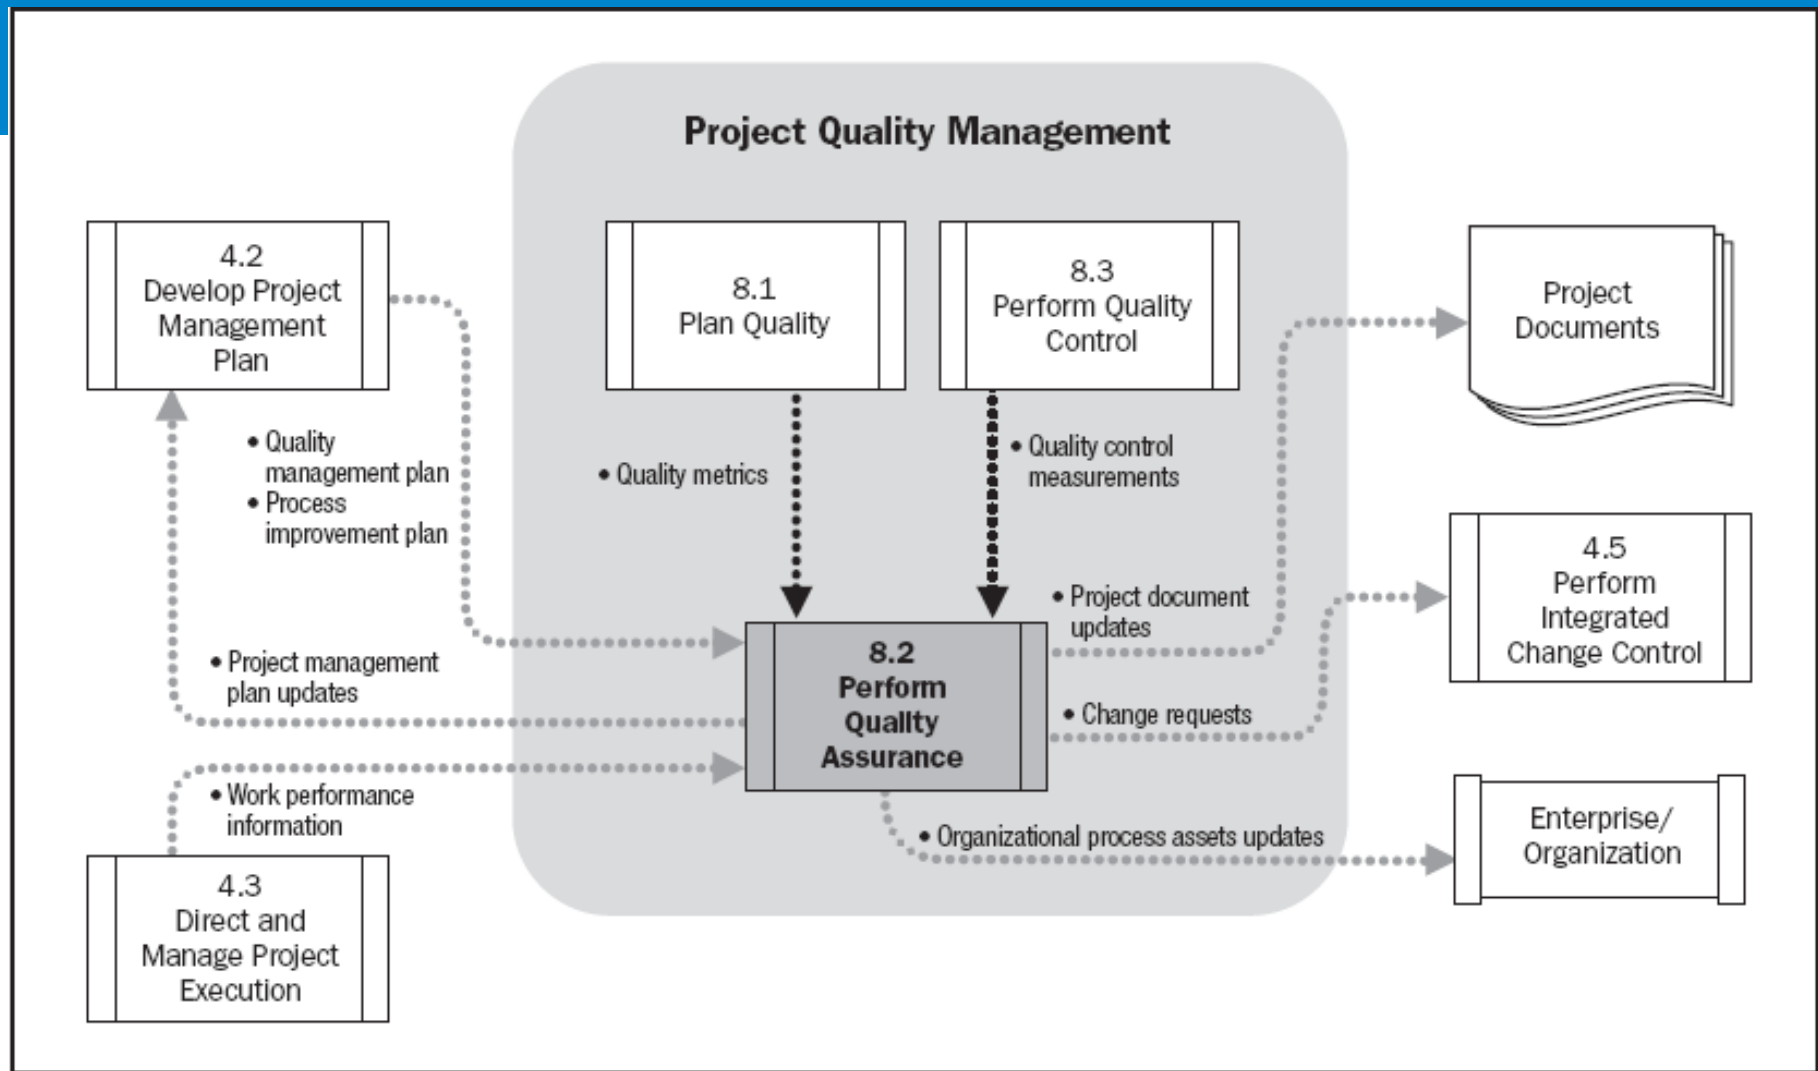 Project Quality Management
4.2
Develop Project
Management
Plan
8.1
Plan Quality
8.3
Perform Quality
Control
Project
Documents
• Quality
management plan
• Process
improvement plan
• Quality metrics
• Quality control
measurements
4.5
Perform
Integrated
Change Control
• Project document
updates
8.2
Perform
Quality
Assurance
• Project management
plan updates
• Change requests
• Work performance
information
• Organizational process assets updates
Enterprise/
Organization
4.3
Direct and
Manage Project
Execution